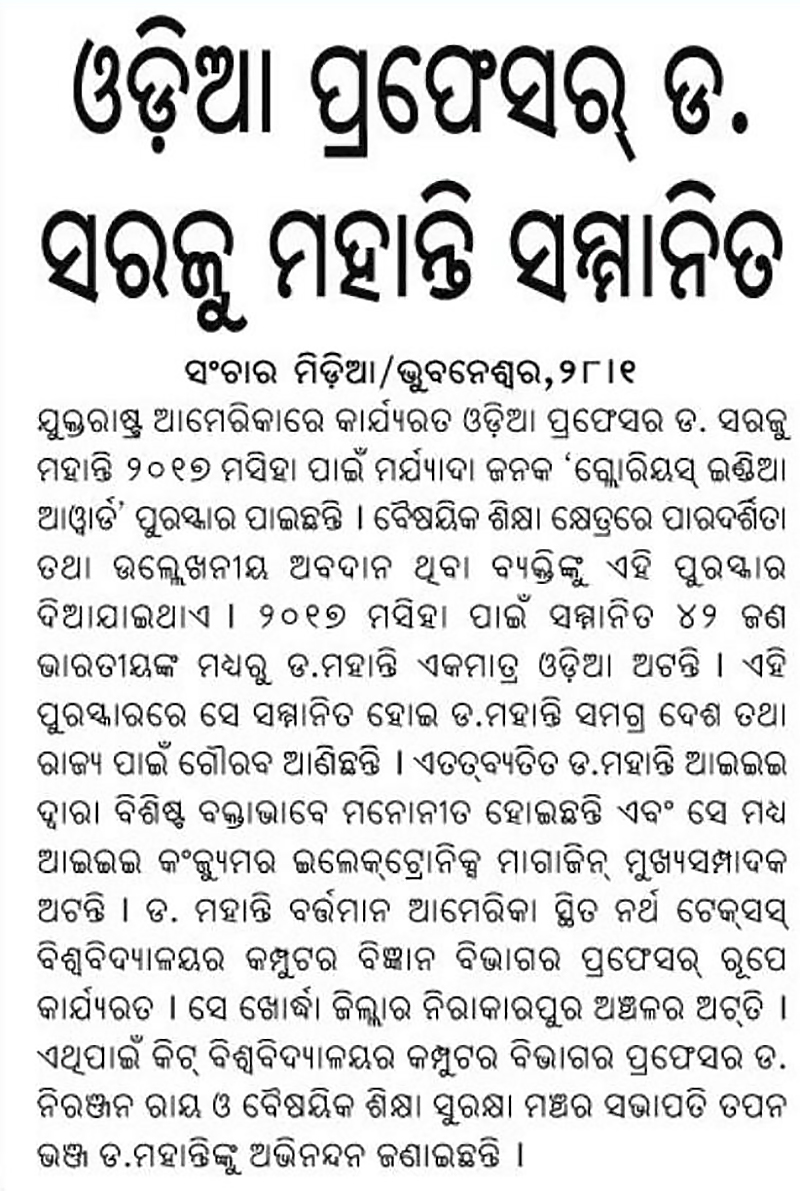 ଓଡ଼ିଆ ପ୍ରଫେସର୍ ଡ.
ସରଜୁ ମହାନ୍ତି ସମ୍ମାନିତ
ସଂଚାର ମିଡ଼ିଆ/ଭୁବନେଶ୍ୱର,୨୮।୧
ଯୁକ୍ତରାଷ୍ଟ୍ର ଆମେରିକାରେ କାର୍ଯ୍ୟରତ ଓଡ଼ିଆ ପ୍ରଫେସର ଡ. ସରଜୁ
ମହାନ୍ତି ୨୦୧୭ ମସିହା ପାଇଁ ମର୍ଯ୍ୟାଦା ଜନକ ‘ଗ୍ଲୋରିୟସ୍ ଇଣ୍ଡିଆ
ଆୱାର୍ଡ’ ପୁରସ୍କାର ପାଇଛନ୍ତି । ବୈଷୟିକ ଶିକ୍ଷା କ୍ଷେତ୍ରରେ ପାରଦର୍ଶିତା
ତଥା ଉଲ୍ଲେଖନୀୟ ଅବଦାନ ଥିବା ବ୍ୟକ୍ତିଙ୍କୁ ଏହି ପୁରସ୍କାର
ଦିଆଯାଇଥାଏ । ୨୦୧୭ ମସିହା ପାଇଁ ସମ୍ମାନିତ ୪୨ ଜଣ
ଭାରତୀୟଙ୍କ ମଧ୍ୟରୁ ଡ.ମହାନ୍ତି ଏକମାତ୍ର ଓଡ଼ିଆ ଅଟନ୍ତି । ଏହି
ପୁରସ୍କାରରେ ସେ ସମ୍ମାନିତ ହୋଇ ଡ.ମହାନ୍ତି ସମଗ୍ର ଦେଶ ତଥା
ରାଜ୍ୟ ପାଇଁ ଗୌରବ ଆଣିଛନ୍ତି । ଏତତ୍‌ବ୍ୟତିତ ଡ.ମହାନ୍ତି ଆଇଇଇ
ଦ୍ୱାରା ବିଶିଷ୍ଟ ବକ୍ତାଭାବେ ମନୋନୀତ ହୋଇଛନ୍ତି ଏବଂ ସେ ମଧ୍ୟ
ଆଇଇଇ କଂଜ୍ୟୁମର ଇଲେକ୍‌ଟ୍ରୋନିକ୍ସ ମାଗାଜିନ୍ ମୁଖ୍ୟସମ୍ପାଦକ
ଅଟନ୍ତି । ଡ. ମହାନ୍ତି ବର୍ତ୍ତମାନ ଆମେରିକା ସ୍ଥିତ ନର୍ଥ ଟେକ୍‌ସସ୍
ବିଶ୍ୱବିଦ୍ୟାଳୟର କମ୍ପୁଟର ବିଜ୍ଞାନ ବିଭାଗର ପ୍ରଫେସର୍ ରୂପେ
କାର୍ଯ୍ୟରତ । ସେ ଖୋର୍ଦ୍ଧା ଜିଲ୍ଲାର ନିରାକାରପୁର ଅଞ୍ଚଳର ଅଟ୍‌ତି ।
ଏଥିପାଇଁ କିଟ୍ ବିଶ୍ୱବିଦ୍ୟାଳୟର କମ୍ପୁଟର ବିଭାଗର ପ୍ରଫେସର ଡ.
ନିରଞ୍ଜନ ରାୟ ଓ ବୈଷୟିକ ଶିକ୍ଷା ସୁରକ୍ଷା ମଞ୍ଚର ସଭାପତି ତପନ
ଭଞ୍ଜ ଡ.ମହାନ୍ତିଙ୍କୁ ଅଭିନନ୍ଦନ ଜଣାଇଛନ୍ତି ।